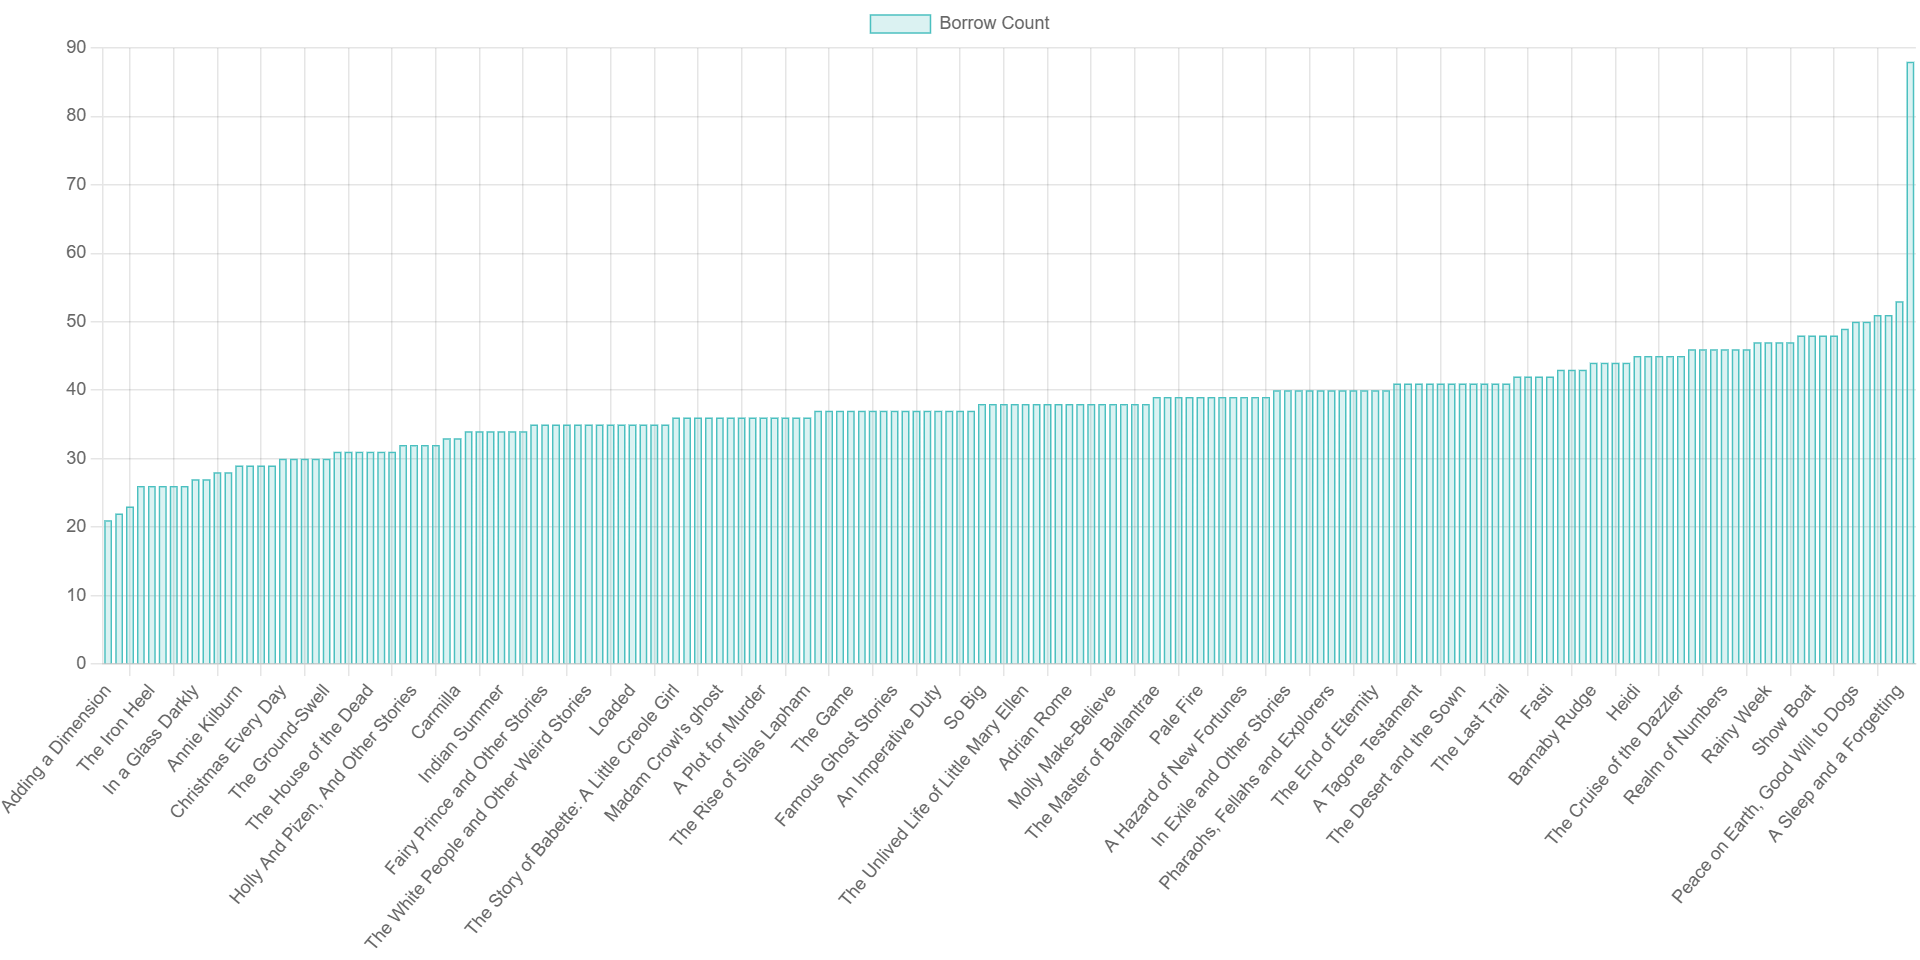 Borrow Count
90
80
70
60
50
40
30
20
10
0
Adding a Dimension
The Iron Heel
In a Glass Darkly
Annie Kilburn
Christmas Every Day
The Ground-Swell
The House of the Dead
Holly And Pizen, And Other Stories
Carmilla
Indian Summer
Fairy Prince and Other Stories
The White People and Other Weird Stories
Loaded
The Story of Babette: A Little Creole Girl
Madam Crowl's ghost
A Plot for Murder
The Rise of Silas Lapham
The Game
Famous Ghost Stories
An Imperative Duty
So Big
The Unlived Life of Little Mary Ellen
Adrian Rome
Molly Make-Believe
The Master of Ballantrae
Pale Fire
A Hazard of New Fortunes
In Exile and Other Stories
Pharaohs, Fellahs and Explorers
The End of Eternity
A Tagore Testament
The Desert and the Sown
The Last Trail
Fasti
Barnaby Rudge
Heidi
The Cruise of the Dazzler
Realm of Numbers
Rainy Week
Show Boat
Peace on Earth, Good Will to Dogs
A Sleep and a Forgetting